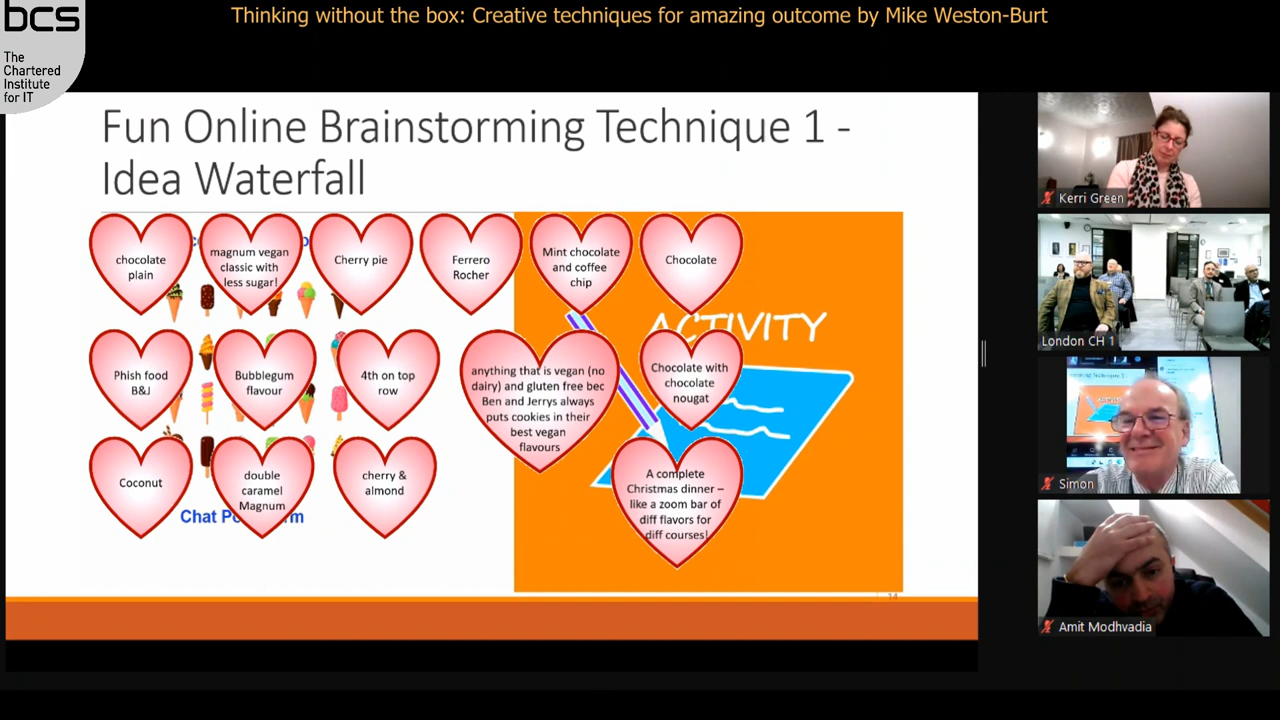 Thinking without the box: Creative techniques for amazing outcome by Mike Weston-Burt
bcs
The
Chartered
Institute
for IT
Fun Online Brainstorming Technique 1 -
Idea Waterfall
chocolate
plain
magnum vegan
classic with
less sugar!
Cherry pie
Ferrero
Rocher
Mint chocolate
and coffee
chip
Chocolate
ACTIVITY
Phish food
B&J
Bubblegum
flavour
4th on top
row
anything that is vegan (no
dairy) and gluten free bec
Ben and Jerrys always
puts cookies in their
best vegan
flavours
Chocolate with
chocolate
nougat
Coconut
double
caramel
Magnum
cherry &
almond
A complete
Christmas dinner –
like a zoom bar of
diff flavors for
diff courses!
Chat
14
Kerri Green
London CH 1
Simon
Amit Modhvadia